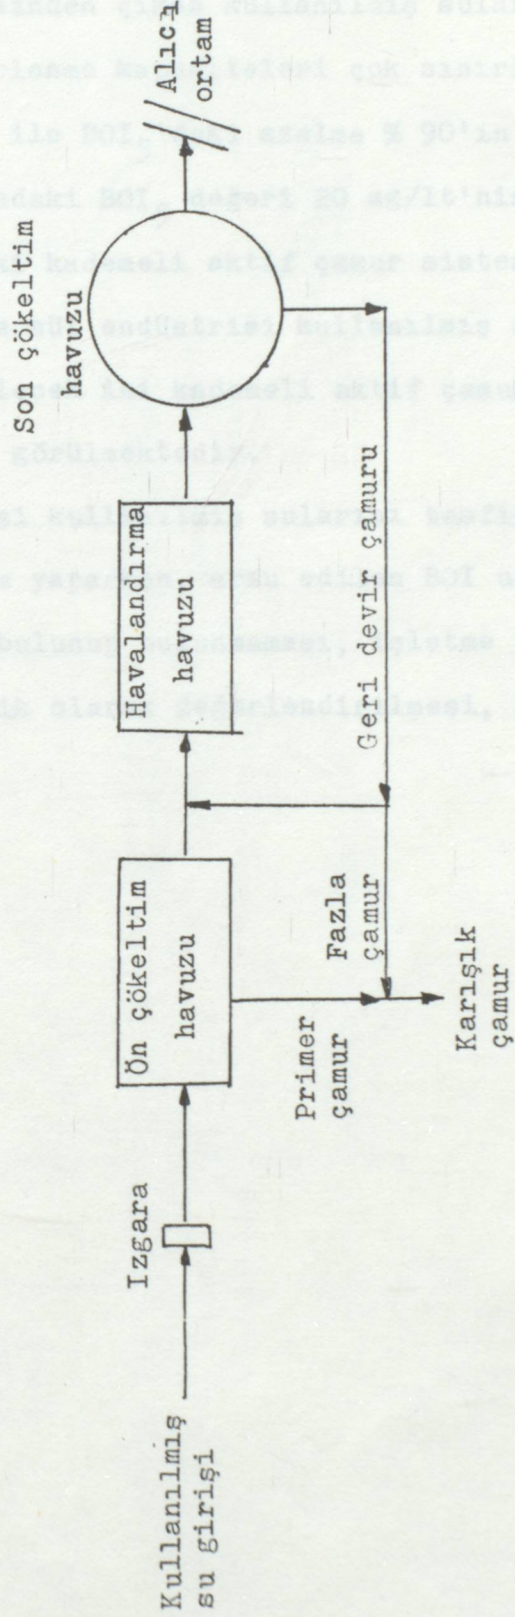 Kullanılmış
su girişi
Izgara
Ön çökeltim
havuzu
Primer
çamur
Fazla
çamur
Karışık
çamur
Havalandırma
havuzu
Geri devir çamuru
Son çökeltim
havuzu
Alıcı
ortam